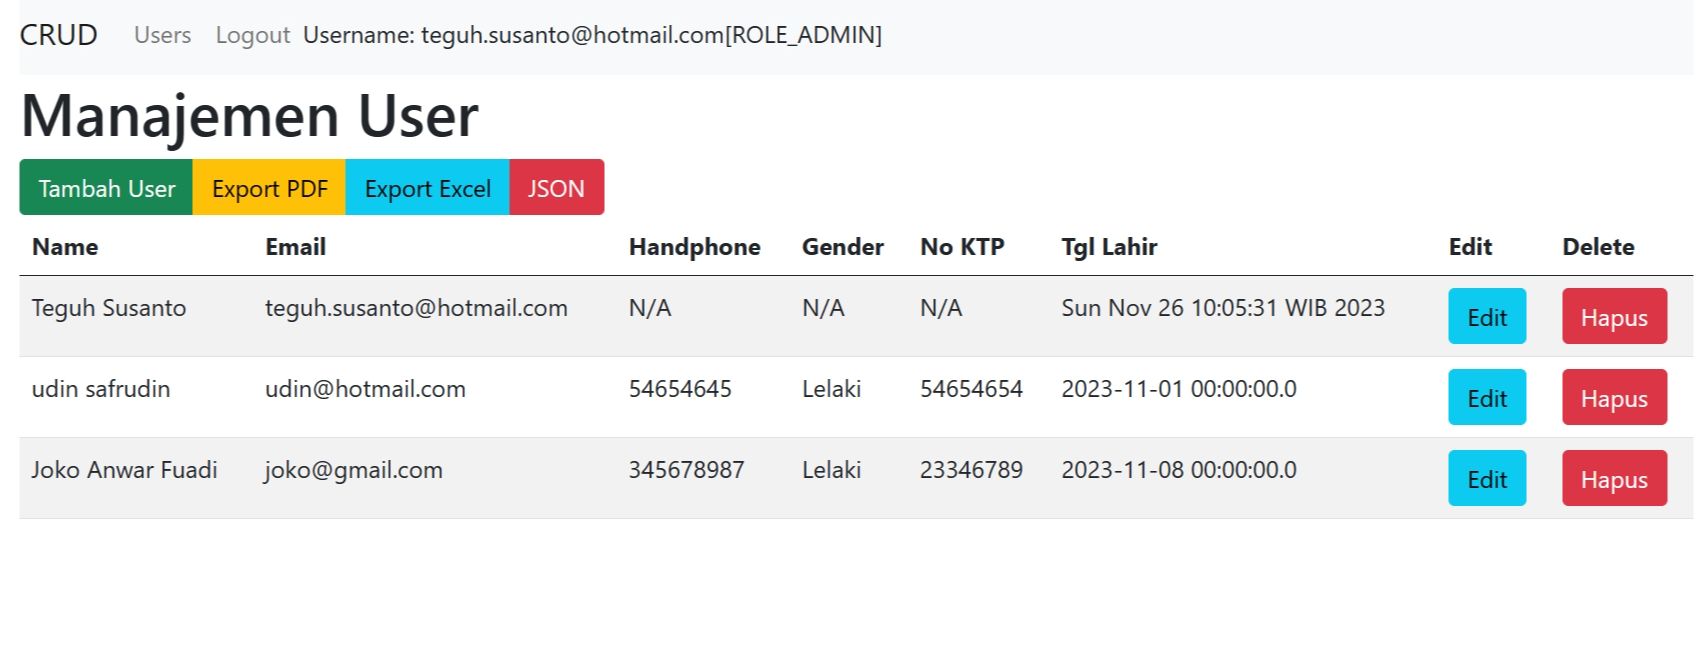 CRUD Users Logout Username: teguh.susanto@hotmail.com[ROLE_ADMIN]
Manajemen User
Tambah User Export PDF Export Excel JSON
Name Email Handphone Gender No KTP Tgl Lahir Edit Delete
Teguh Susanto teguh.susanto@hotmail.com N/A N/A N/A Sun Nov 26 10:05:31 WIB 2023 Edit Hapus
udin safrudin udin@hotmail.com 54654645 Lelaki 54654654 2023-11-01 00:00:00.0 Edit Hapus
Joko Anwar Fuadi joko@gmail.com 345678987 Lelaki 23346789 2023-11-08 00:00:00.0 Edit Hapus